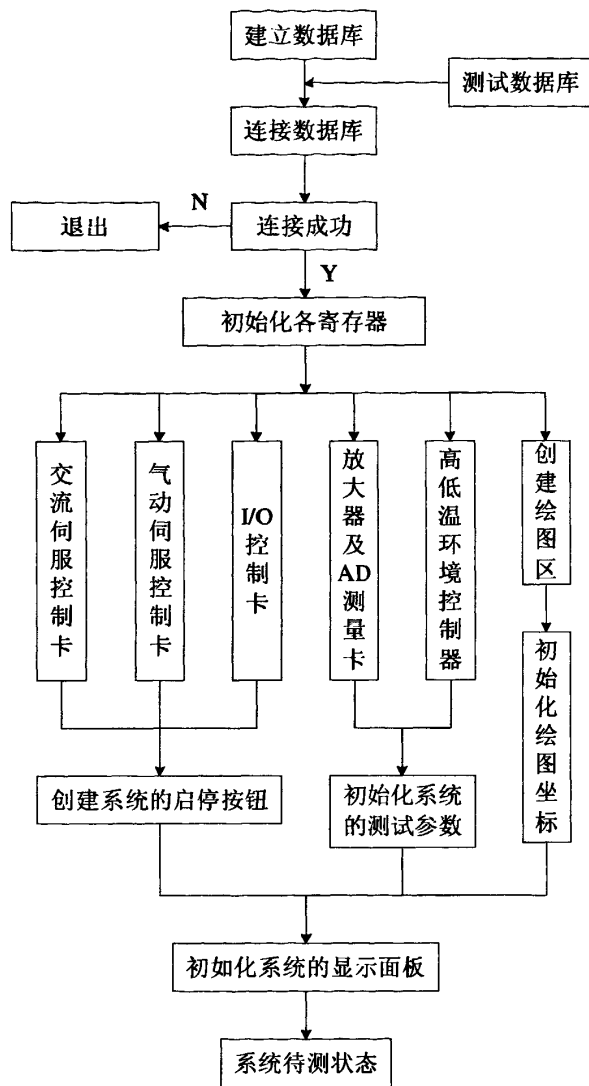 建立数据库
测试数据库
连接数据库
N
退出
连接成功
Y
初始化各寄存器
交流伺服控制卡
气动伺服控制卡
I/O控制卡
放大器及AD测量卡
高低温环境控制器
创建绘图区
初始化绘图坐标
创建系统的启停按钮
初始化系统
的测试参数
初如化系统的显示面板
系统待测状态